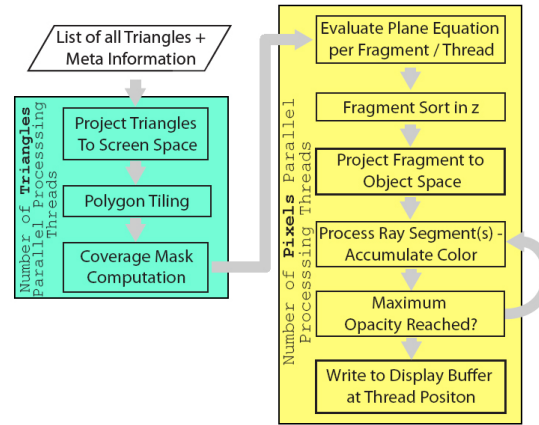 List of all Triangles +
Meta Information
Number of Triangles
Parallel Processsing
Threads
Project Triangles
To Screen Space
Polygon Tiling
Coverage Mask
Computation
Number of Pixels Parallel
Processsing Threads
Evaluate Plane Equation
per Fragment / Thread
Fragment Sort in z
Project Fragment to
Object Space
Process Ray Segment(s) -
Accumulate Color
Maximum
Opacity Reached?
Write to Display Buffer
at Thread Positon